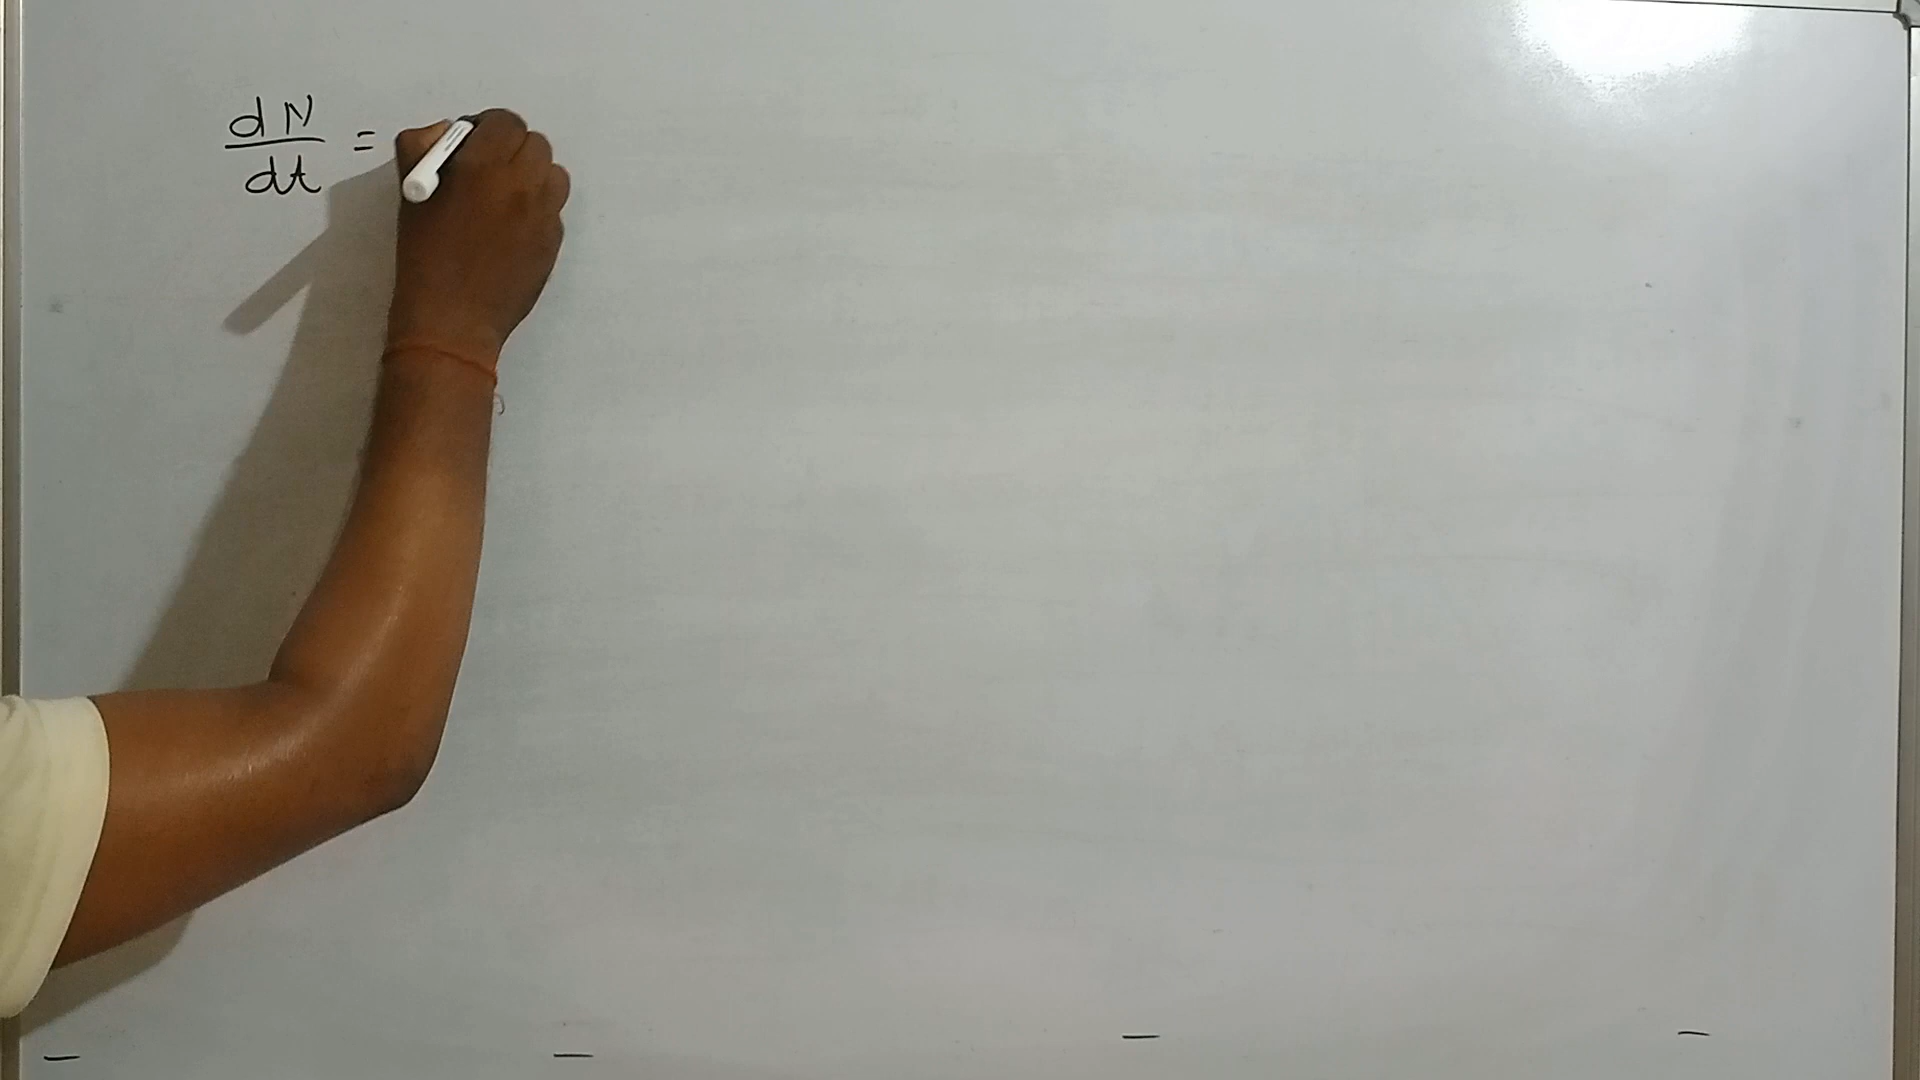 dN/dt =